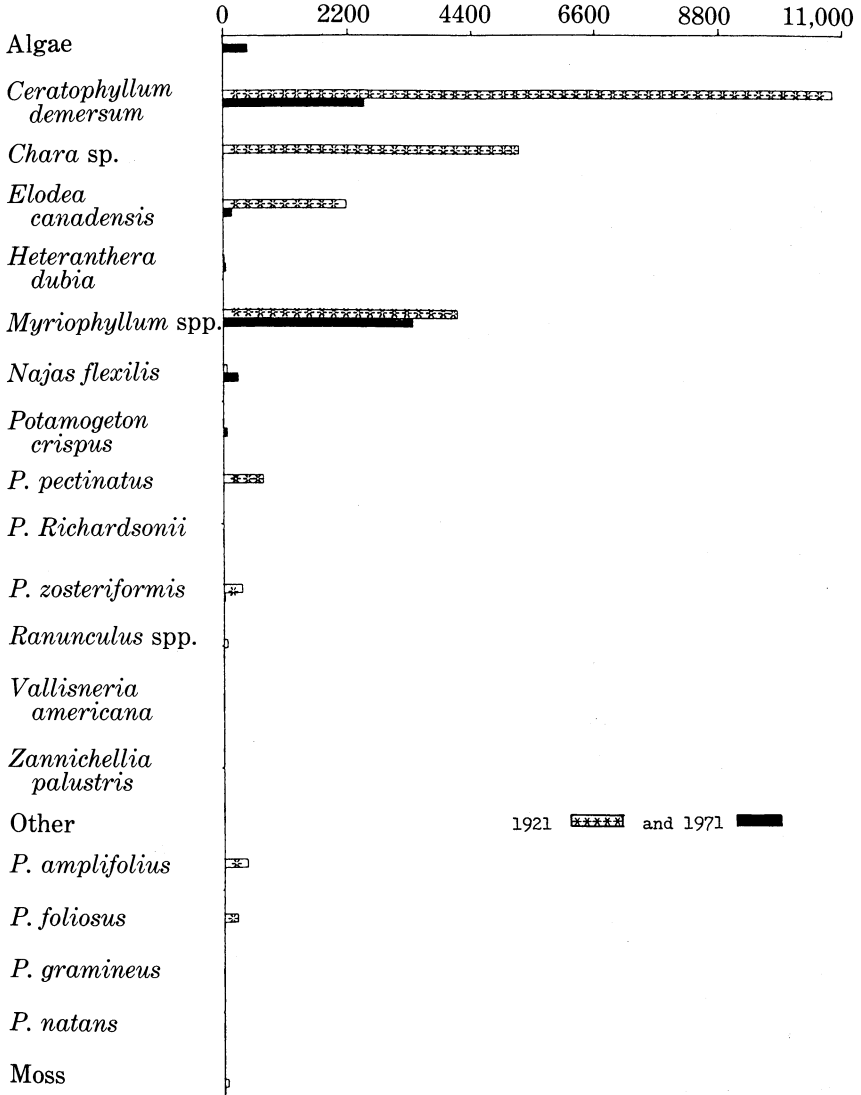 0 2200 4400 6600 8800 11,000
Algae
Ceratophyllum
demersum
Chara sp.
Elodea
canadensis
Heteranthera
dubia
Myriophyllum spp.
Najas flexilis
Potamogeton
crispus
P. pectinatus
P. Richardsonii
P. zosteriformis
Ranunculus spp.
Vallisneria
americana
Zannichellia
palustris
Other
1921 and 1971
P. amplifolius
P. foliosus
P. gramineus
P. natans
Moss